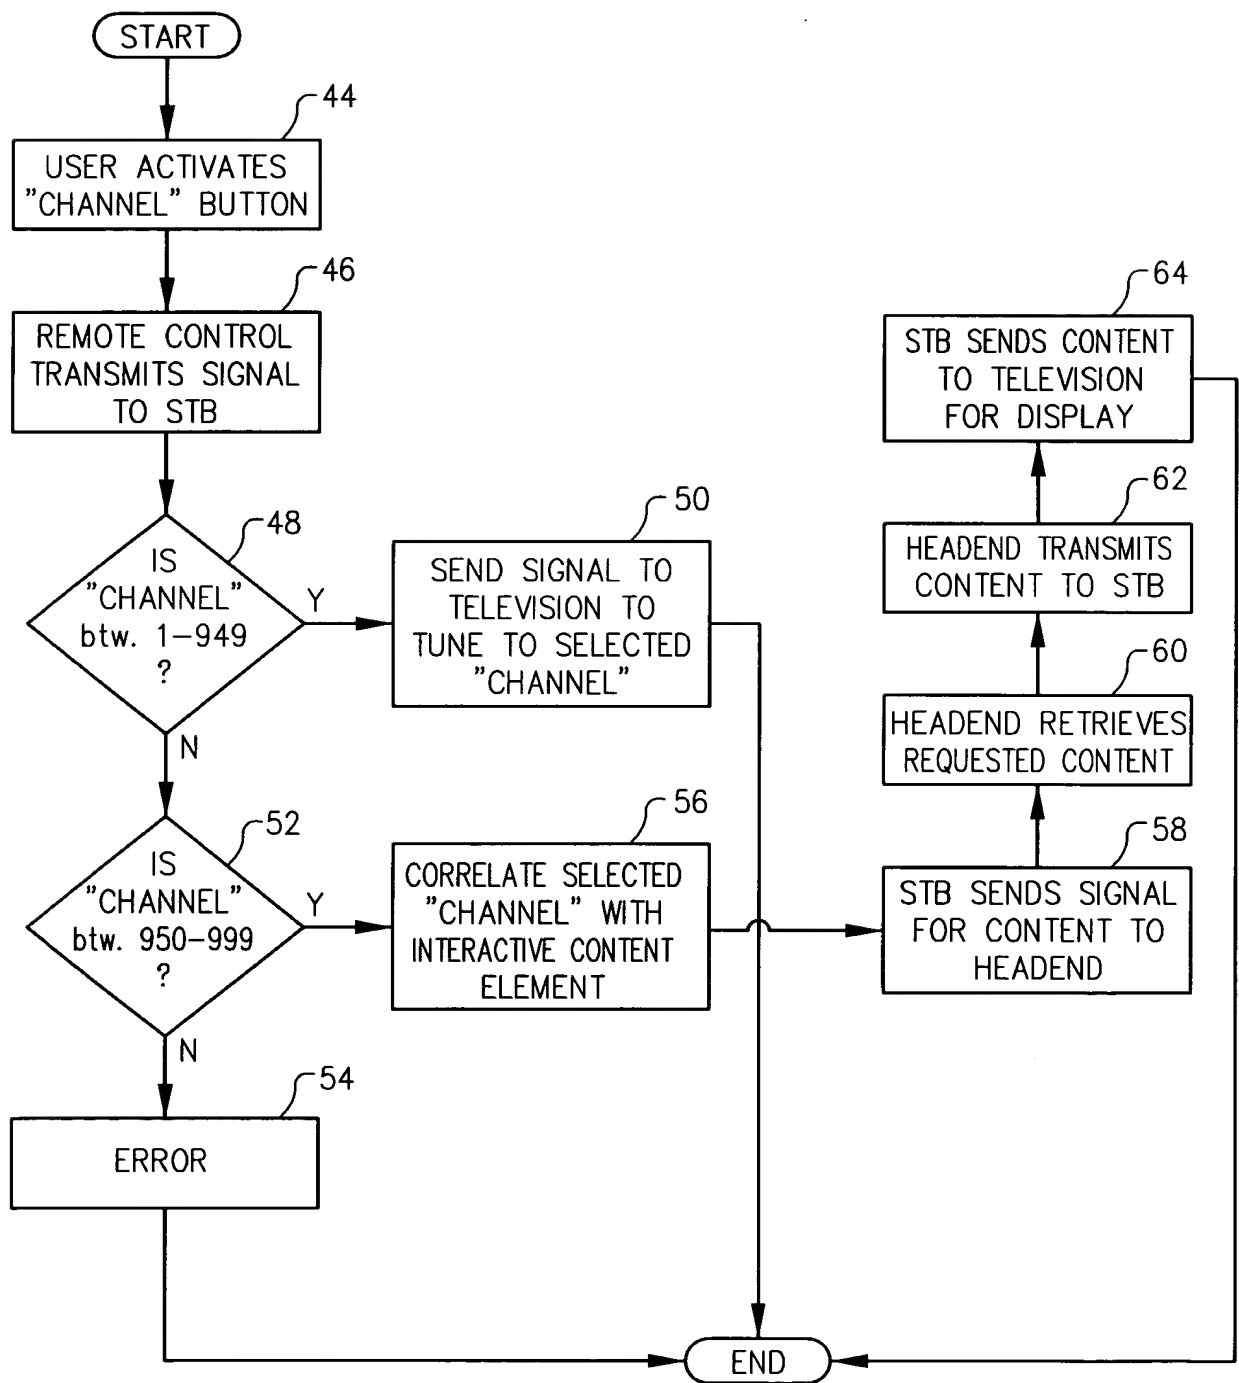 START
44
USER ACTIVATES
"CHANNEL" BUTTON
46
REMOTE CONTROL
TRANSMITS SIGNAL
TO STB
48
IS
"CHANNEL"
btw. 1-949
?
Y
N
50
SEND SIGNAL TO
TELEVISION TO
TUNE TO SELECTED
"CHANNEL"
52
IS
"CHANNEL"
btw. 950-999
?
Y
N
54
ERROR
56
CORRELATE SELECTED
"CHANNEL" WITH
INTERACTIVE CONTENT
ELEMENT
58
STB SENDS SIGNAL
FOR CONTENT TO
HEADEND
60
HEADEND RETRIEVES
REQUESTED CONTENT
62
HEADEND TRANSMITS
CONTENT TO STB
64
STB SENDS CONTENT
TO TELEVISION
FOR DISPLAY
END